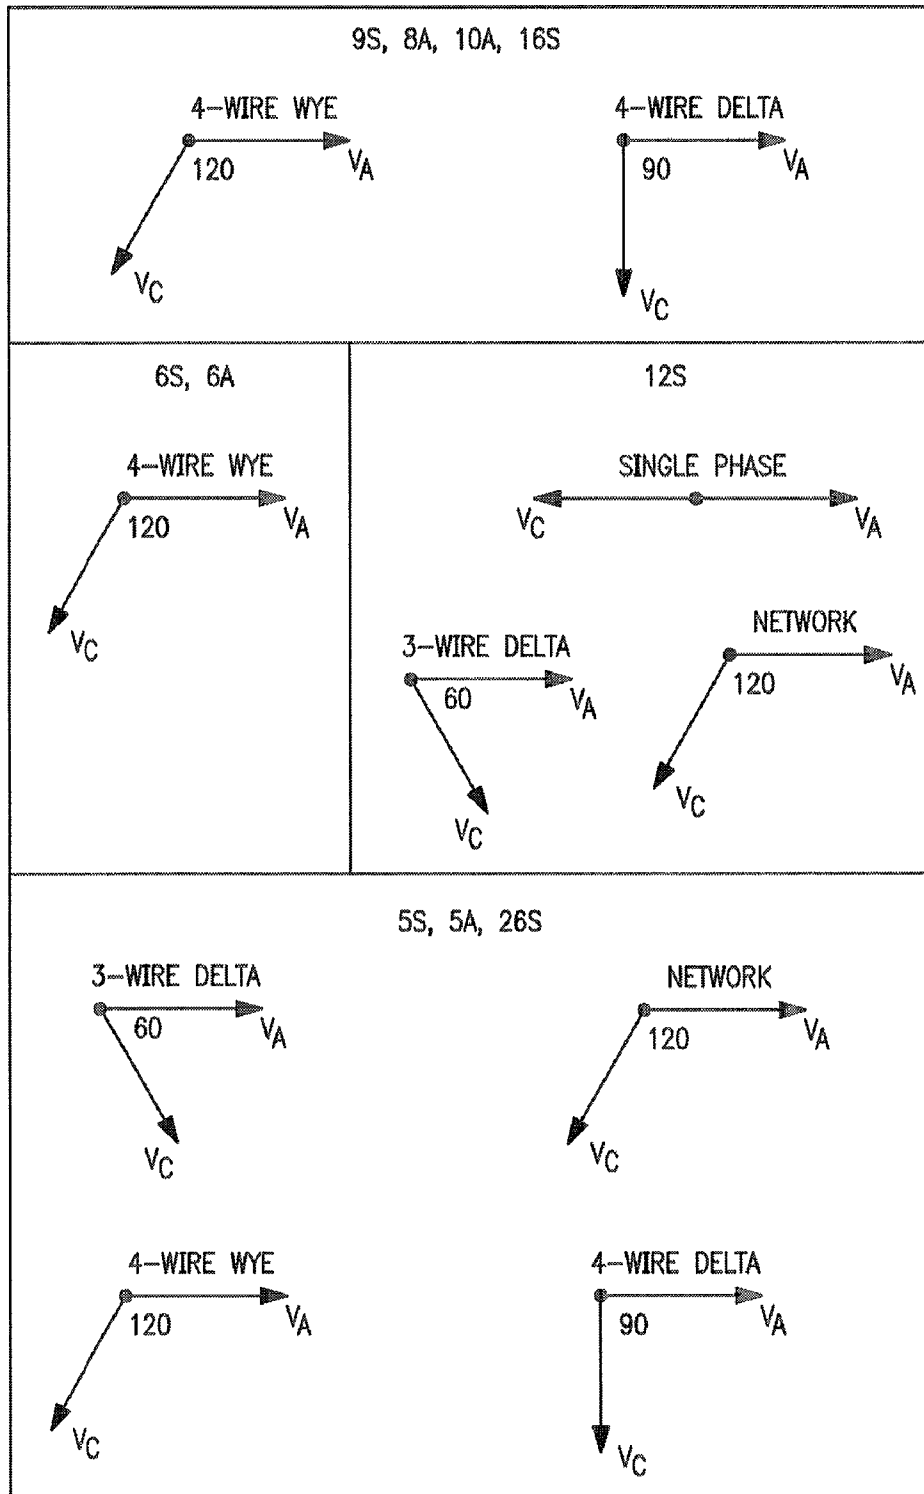 9S, 8A, 10A, 16S
4-WIRE WYE
120
VA
VC
4-WIRE DELTA
90
VA
VC
6S, 6A
4-WIRE WYE
120
VA
VC
12S
SINGLE PHASE
VC
VA
3-WIRE DELTA
60
VA
VC
NETWORK
120
VA
VC
5S, 5A, 26S
3-WIRE DELTA
60
VA
VC
NETWORK
120
VA
VC
4-WIRE WYE
120
VA
VC
4-WIRE DELTA
90
VA
VC